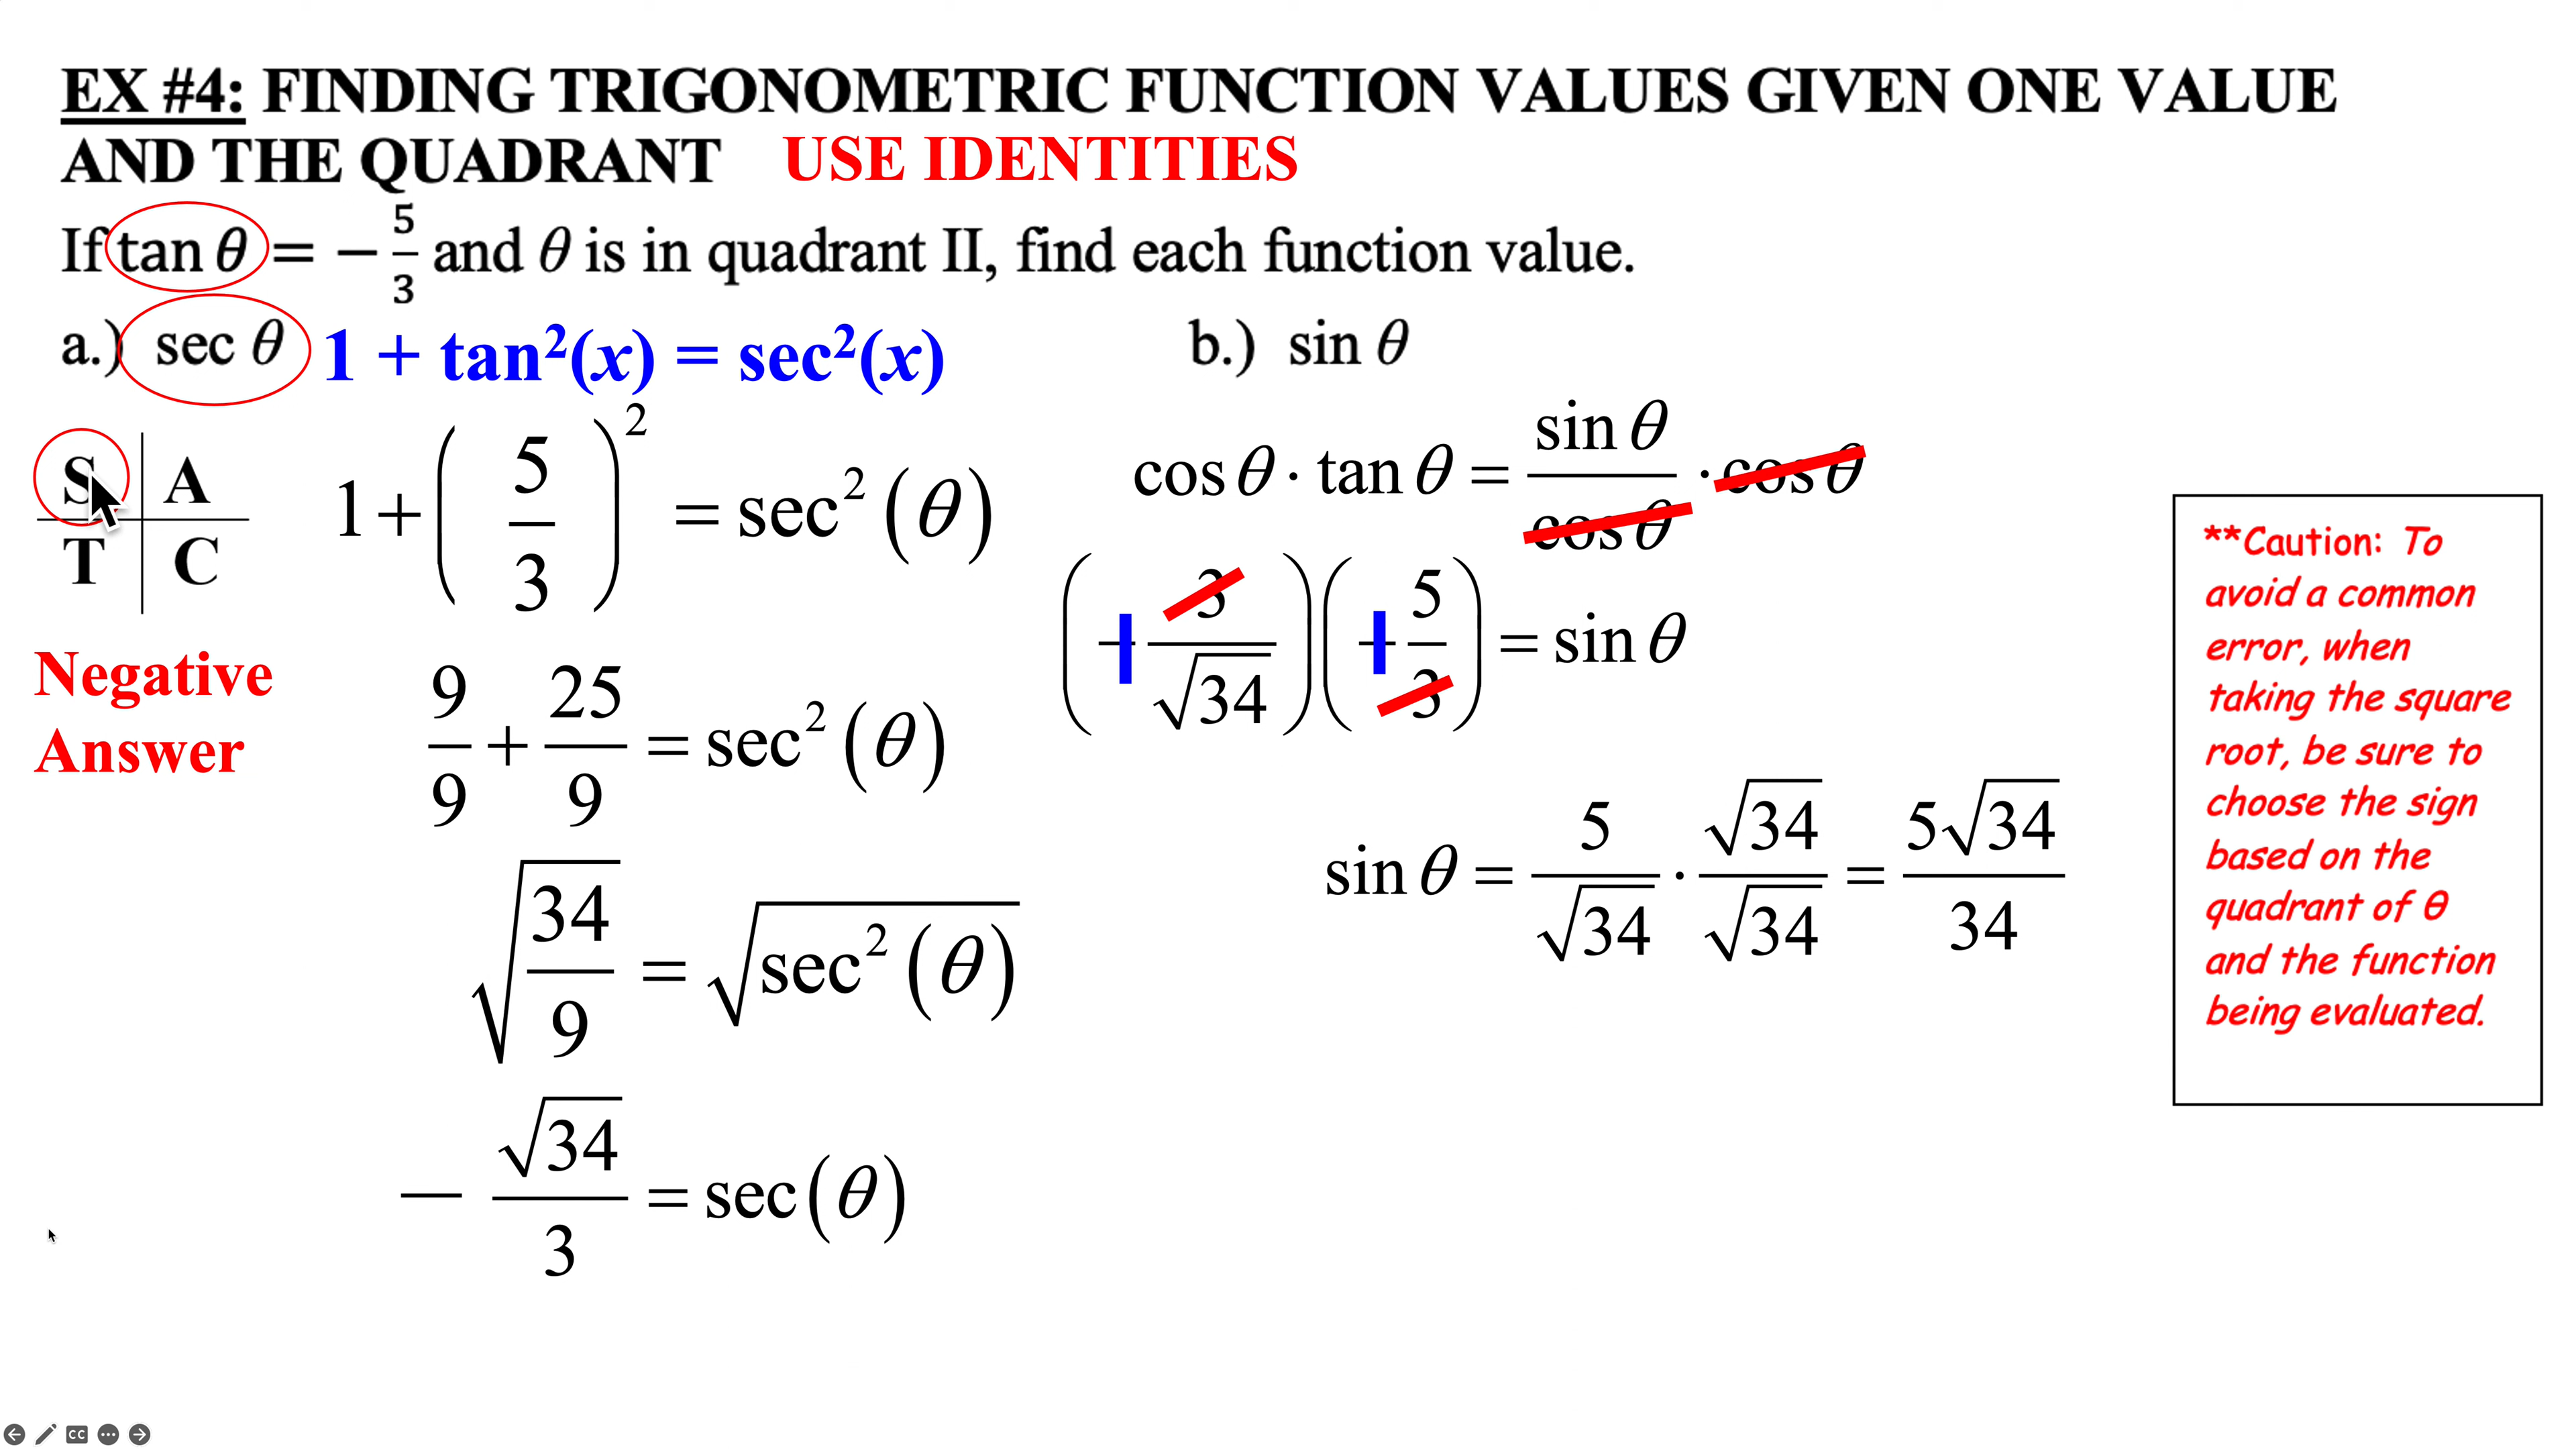 EX #4: FINDING TRIGONOMETRIC FUNCTION VALUES GIVEN ONE VALUE
AND THE QUADRANT USE IDENTITIES
If tan θ = − 5/3 and θ is in quadrant II, find each function value.
a.) sec θ 1 + tan²(x) = sec²(x)
S A
T C
Negative
Answer
1 + (5/3)² = sec²(θ)
9/9 + 25/9 = sec²(θ)
√(34/9) = √(sec²(θ))
− √34/3 = sec(θ)
b.) sin θ
cos θ · tan θ = sin θ/cos θ · cos θ
(− 3/√34)(− 5/3) = sin θ
sin θ = 5/√34 · √34/√34 = 5√34/34
**Caution: To
avoid a common
error, when
taking the square
root, be sure to
choose the sign
based on the
quadrant of θ
and the function
being evaluated.
CC